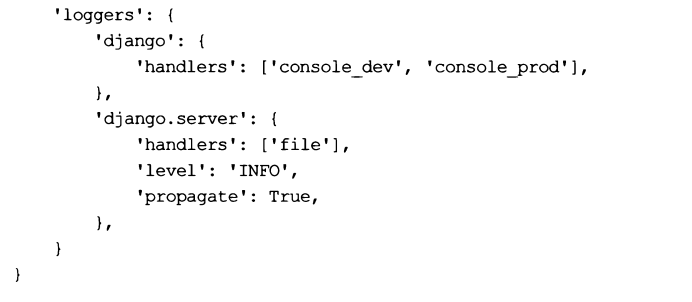 'loggers': {
'django': {
'handlers': ['console_dev', 'console_prod'],
},
'django.server': {
'handlers': ['file'],
'level': 'INFO',
'propagate': True,
},
}
}